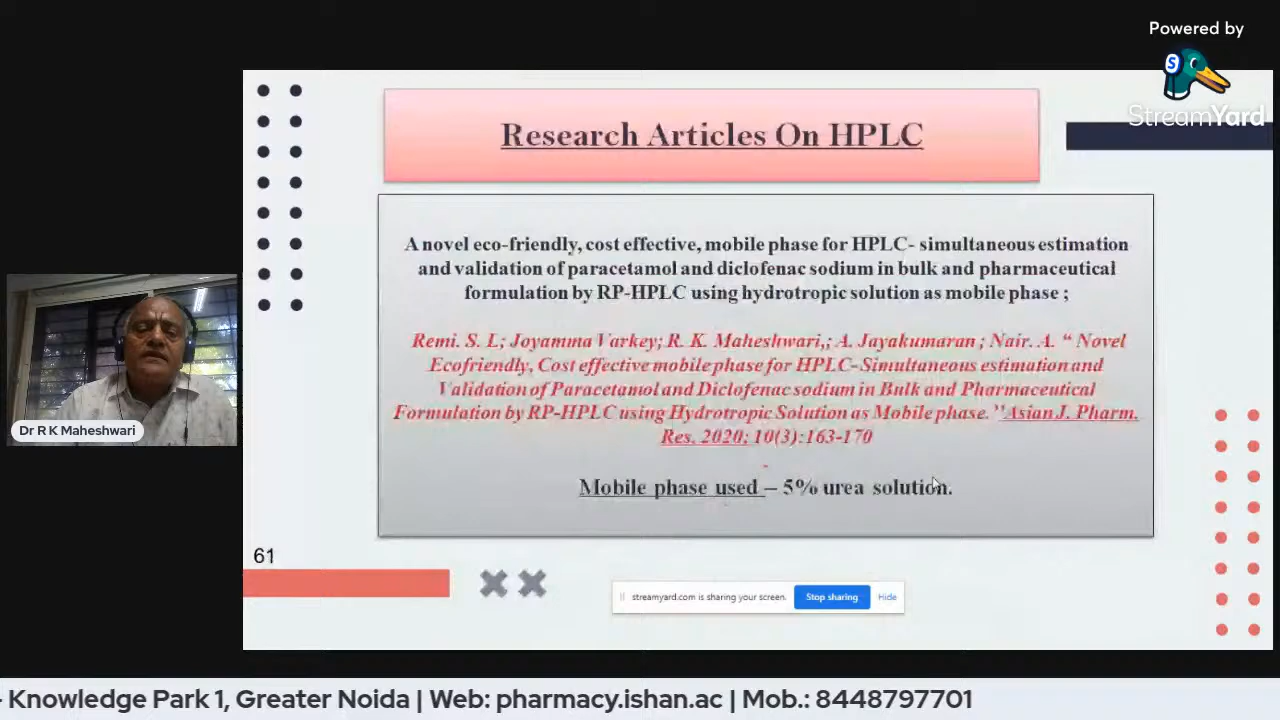 Powered by
S
StreamYard
Research Articles On HPLC
A novel eco-friendly, cost effective, mobile phase for HPLC- simultaneous estimation
and validation of paracetamol and diclofenac sodium in bulk and pharmaceutical
formulation by RP-HPLC using hydrotropic solution as mobile phase ;
Remi. S. L; Joyamma Varkey; R. K. Maheshwari,; A. Jayakumaran ; Nair. A. “ Novel
Ecofriendly, Cost effective mobile phase for HPLC- Simultaneous estimation and
Validation of Paracetamol and Diclofenac sodium in Bulk and Pharmaceutical
Formulation by RP-HPLC using Hydrotropic Solution as Mobile phase.’’ Asian J. Pharm.
Res. 2020; 10(3):163-170
Mobile phase used – 5% urea solution.
Dr R K Maheshwari
61
streamyard.com is sharing your screen.
Stop sharing
Hide
- Knowledge Park 1, Greater Noida | Web: pharmacy.ishan.ac | Mob.: 8448797701